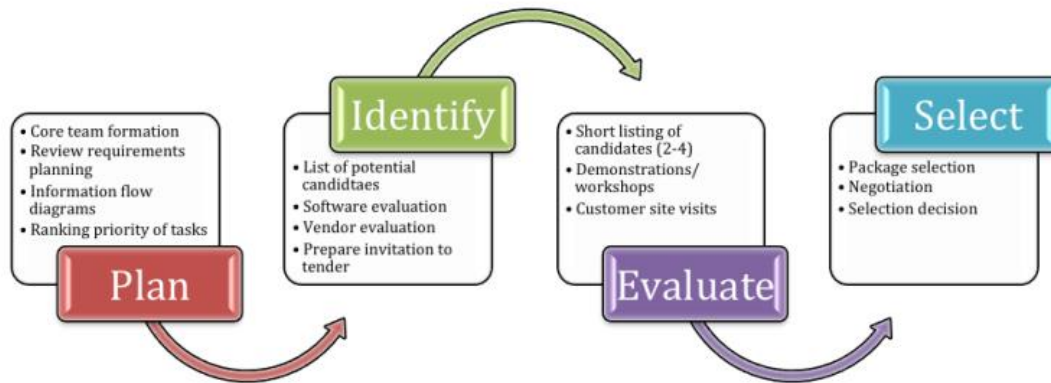 • Core team formation
• Review requirements
planning
• Information flow
diagrams
• Ranking priority of tasks
Plan
Identify
• List of potential
candidtaes
• Software evaluation
• Vendor evaluation
• Prepare invitation to
tender
• Short listing of
candidates (2-4)
• Demonstrations/
workshops
• Customer site visits
Evaluate
Select
• Package selection
• Negotiation
• Selection decision